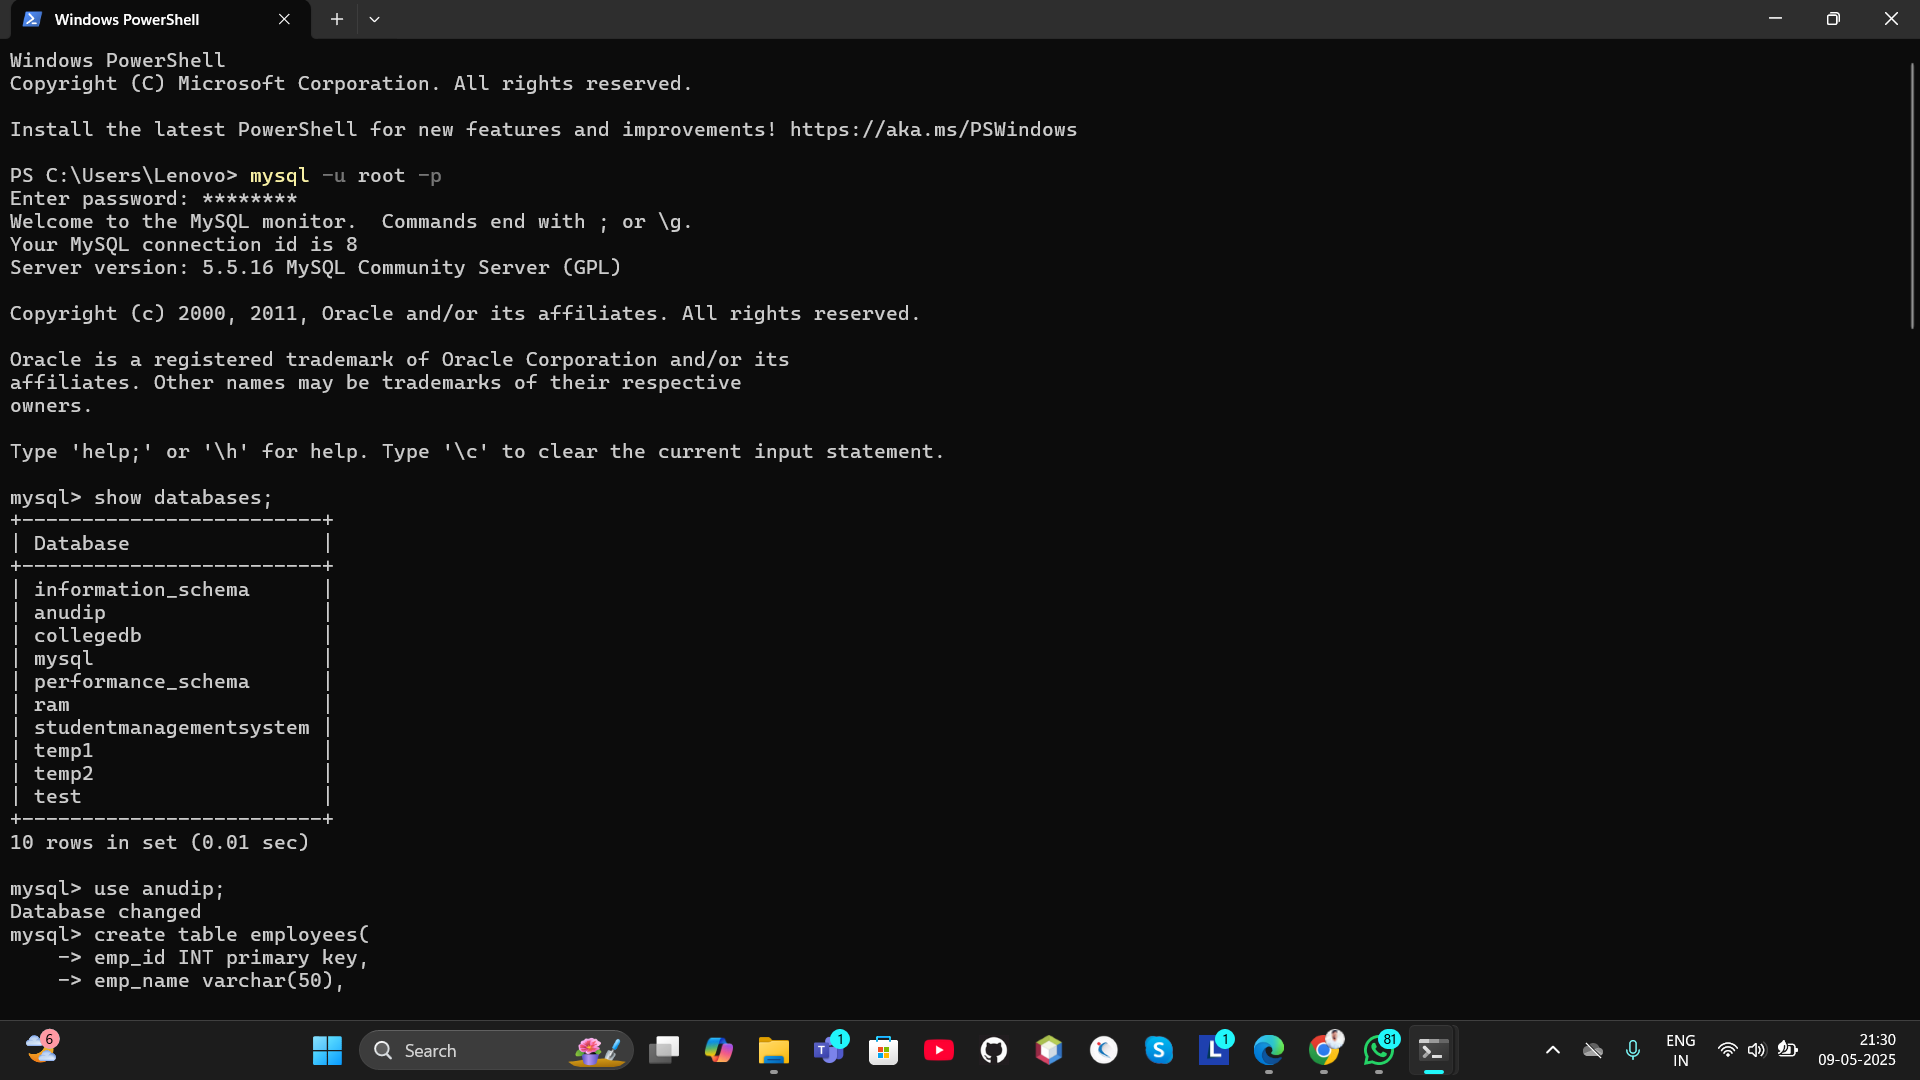 Windows PowerShell
Windows PowerShell
Copyright (C) Microsoft Corporation. All rights reserved.
Install the latest PowerShell for new features and improvements! https://aka.ms/PSWindows
PS C:\Users\Lenovo> mysql -u root -p
Enter password: ********
Welcome to the MySQL monitor.  Commands end with ; or \g.
Your MySQL connection id is 8
Server version: 5.5.16 MySQL Community Server (GPL)
Copyright (c) 2000, 2011, Oracle and/or its affiliates. All rights reserved.
Oracle is a registered trademark of Oracle Corporation and/or its
affiliates. Other names may be trademarks of their respective
owners.
Type 'help;' or '\h' for help. Type '\c' to clear the current input statement.
mysql> show databases;
+-------------------------+
| Database                |
+-------------------------+
| information_schema      |
| anudip                  |
| collegedb               |
| mysql                   |
| performance_schema      |
| ram                     |
| studentmanagementsystem |
| temp1                   |
| temp2                   |
| test                    |
+-------------------------+
10 rows in set (0.01 sec)
mysql> use anudip;
Database changed
mysql> create table employees(
    -> emp_id INT primary key,
    -> emp_name varchar(50),
6
Search
1
1
81
ENG
IN
21:30
09-05-2025